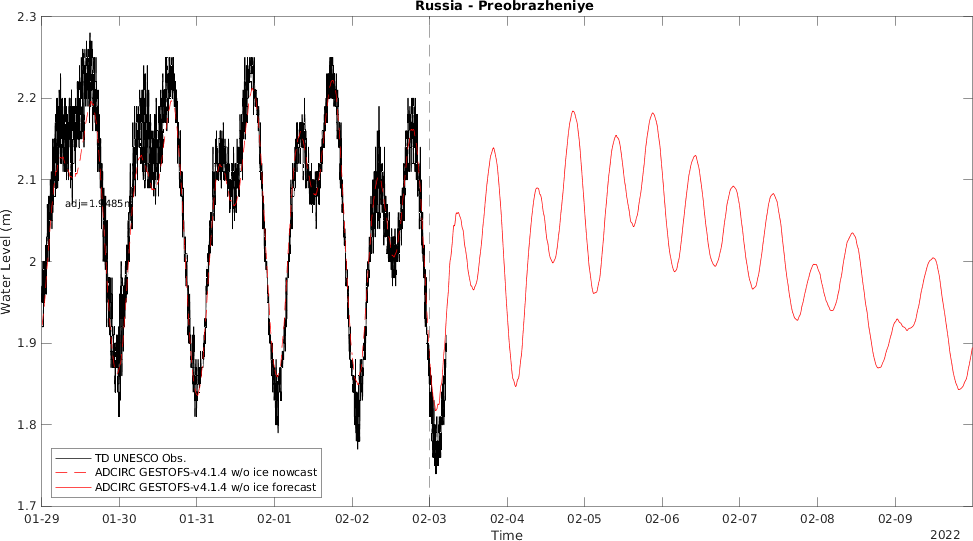 Russia - Preobrazheniye
2.3
2.2
2.1
2
1.9
1.8
1.7
Water Level (m)
adj=1.9485m
TD UNESCO Obs.
ADCIRC GESTOFS-v4.1.4 w/o ice nowcast
ADCIRC GESTOFS-v4.1.4 w/o ice forecast
01-29 01-30 01-31 02-01 02-02 02-03 02-04 02-05 02-06 02-07 02-08 02-09
Time
2022